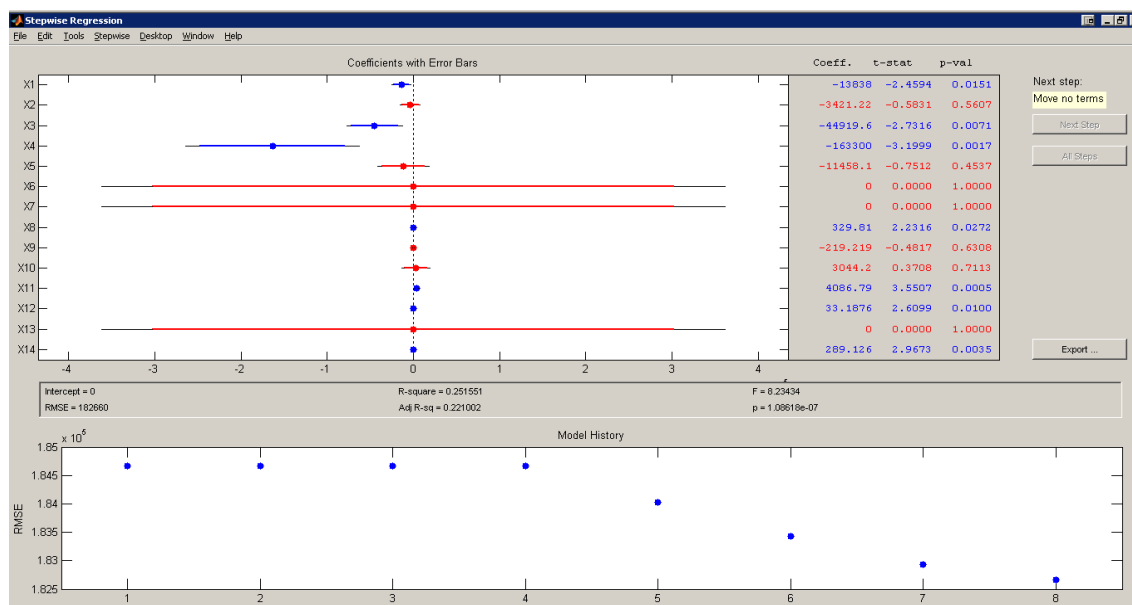 Stepwise Regression
File Edit Tools Stepwise Desktop Window Help
Coefficients with Error Bars
Coeff. t-stat p-val
X1 -13838 -2.4594 0.0151
X2 -3421.22 -0.5831 0.5607
X3 -44919.6 -2.7316 0.0071
X4 -163300 -3.1999 0.0017
X5 -11458.1 -0.7512 0.4537
X6 0 0.0000 1.0000
X7 0 0.0000 1.0000
X8 329.81 2.2316 0.0272
X9 -219.219 -0.4817 0.6308
X10 3044.2 0.3708 0.7113
X11 4086.79 3.5507 0.0005
X12 33.1876 2.6099 0.0100
X13 0 0.0000 1.0000
X14 289.126 2.9673 0.0035
-4 -3 -2 -1 0 1 2 3 4
Next step:
Move no terms
Next Step
All Steps
Export ...
Intercept = 0 R-square = 0.251551 F = 8.23434
RMSE = 182660 Adj R-sq = 0.221002 p = 1.08618e-07
Model History
x 10^5
1.85
1.845
1.84
1.835
1.83
1.825
RMSE
1 2 3 4 5 6 7 8